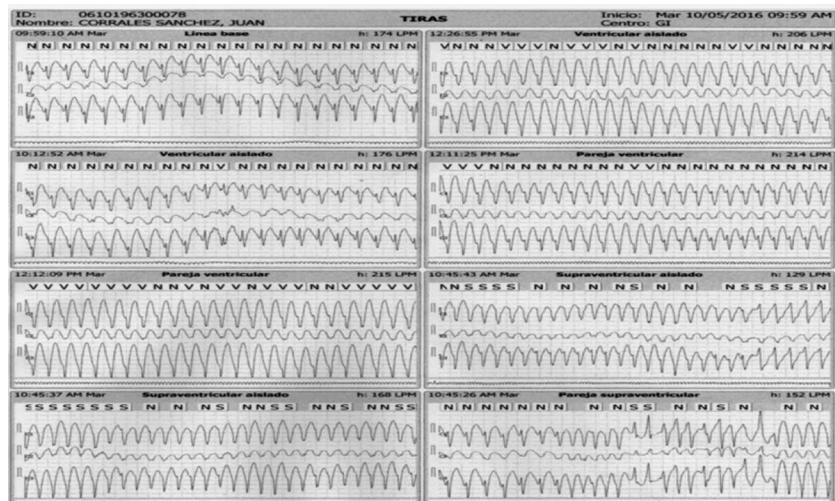 ID: 0610196300078
Nombre: CORRALES SANCHEZ, JUAN
TIRAS
Inicio: Mar 10/05/2016 09:59 AM
Centro: GI
09:59:10 AM Mar Linea base h: 174 LPM
12:26:55 PM Mar Ventricular aislado h: 206 LPM
10:12:52 AM Mar Ventricular aislado h: 176 LPM
12:11:25 PM Mar Pareja ventricular h: 214 LPM
12:12:09 PM Mar Pareja ventricular h: 215 LPM
V V V V V V V V N N V N V N N V V V V V V
10:45:43 AM Mar Supraventricular aislado h: 129 LPM
N N S S S S N N N S N N N S S S S N
10:45:37 AM Mar Supraventricular aislado h: 168 LPM
S S S S S S S S N N N S N N S S N N S N N S S
10:45:26 AM Mar Pareja supraventricular h: 152 LPM
N N N N N N N N N N S S N N N S N N N N